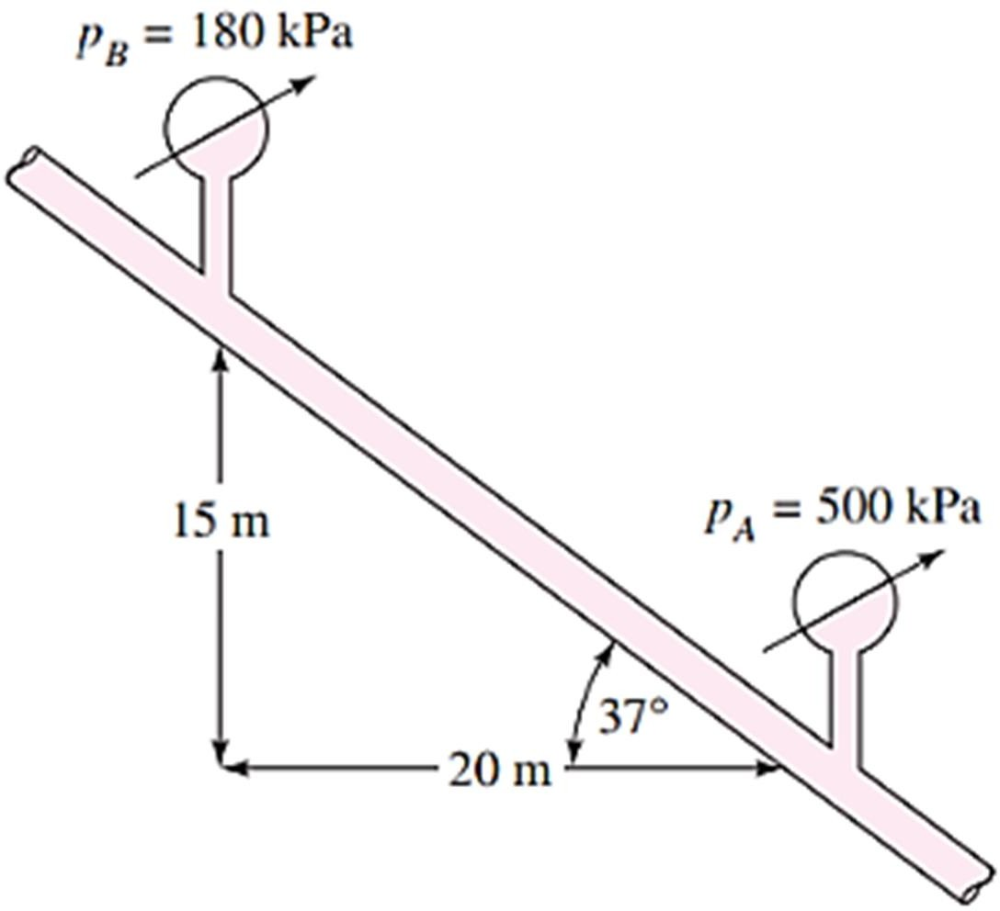 p_B = 180 kPa
15 m
p_A = 500 kPa
37°
20 m